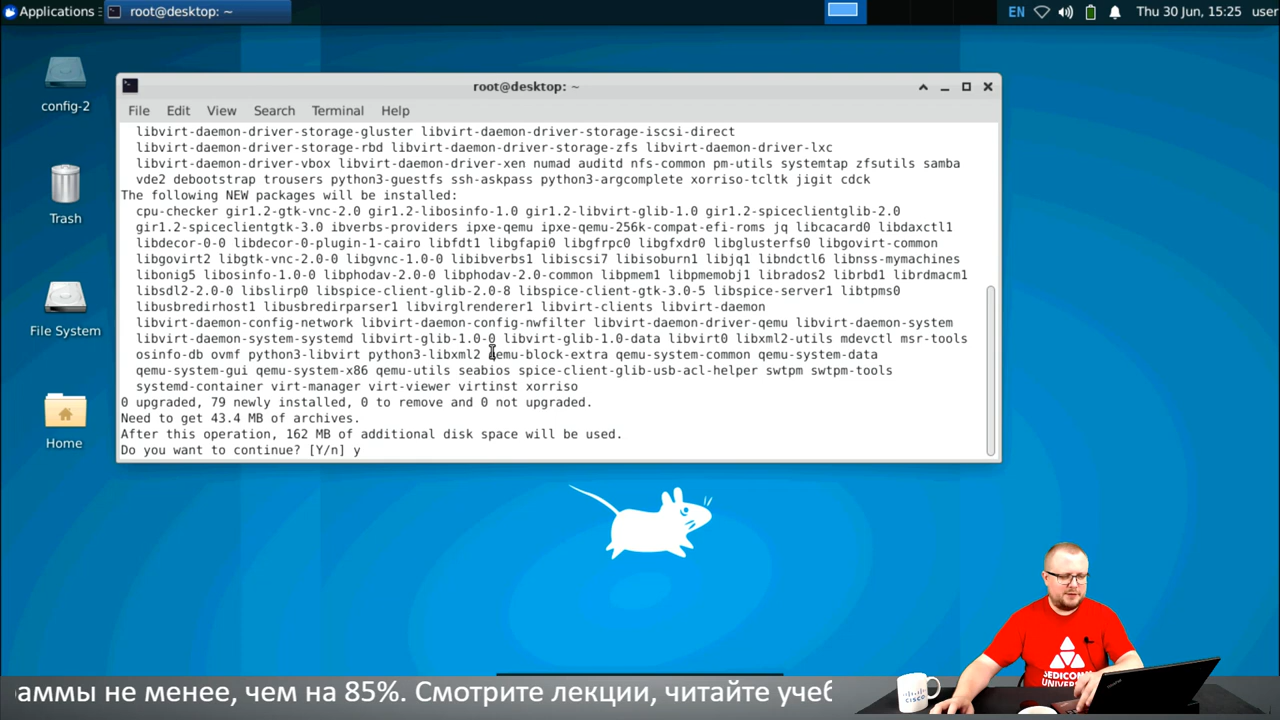 Applications
root@desktop: ~
EN
Thu 30 Jun, 15:25
user
config-2
Trash
File System
Home
root@desktop: ~
File Edit View Search Terminal Help
libvirt-daemon-driver-storage-gluster libvirt-daemon-driver-storage-iscsi-direct
libvirt-daemon-driver-storage-rbd libvirt-daemon-driver-storage-zfs libvirt-daemon-driver-lxc
libvirt-daemon-driver-vbox libvirt-daemon-driver-xen numad auditd nfs-common pm-utils systemtap zfsutils samba
vde2 debootstrap trousers python3-guestfs ssh-askpass python3-argcomplete xorriso-tcltk jigit cdck
The following NEW packages will be installed:
cpu-checker gir1.2-gtk-vnc-2.0 gir1.2-libosinfo-1.0 gir1.2-libvirt-glib-1.0 gir1.2-spiceclientglib-2.0
gir1.2-spiceclientgtk-3.0 ibverbs-providers ipxe-qemu ipxe-qemu-256k-compat-efi-roms jq libcacard0 libdaxctl1
libdecor-0-0 libdecor-0-plugin-1-cairo libfdt1 libgfapi0 libgfrpc0 libgfxdr0 libglusterfs0 libgovirt-common
libgovirt2 libgtk-vnc-2.0-0 libgvnc-1.0-0 libibverbs1 libiscsi7 libisoburn1 libjq1 libndctl6 libnss-mymachines
libonig5 libosinfo-1.0-0 libphodav-2.0-0 libphodav-2.0-common libpmem1 libpmemobj1 librados2 librbd1 librdmacm1
libsdl2-2.0-0 libslirp0 libspice-client-glib-2.0-8 libspice-client-gtk-3.0-5 libspice-server1 libtpms0
libusbredirhost1 libusbredirparser1 libvirglrenderer1 libvirt-clients libvirt-daemon
libvirt-daemon-config-network libvirt-daemon-config-nwfilter libvirt-daemon-driver-qemu libvirt-daemon-system
libvirt-daemon-system-systemd libvirt-glib-1.0-0 libvirt-glib-1.0-data libvirt0 libxml2-utils mdevctl msr-tools
osinfo-db ovmf python3-libvirt python3-libxml2 qemu-block-extra qemu-system-common qemu-system-data
qemu-system-gui qemu-system-x86 qemu-utils seabios spice-client-glib-usb-acl-helper swtpm swtpm-tools
systemd-container virt-manager virt-viewer virtinst xorriso
0 upgraded, 79 newly installed, 0 to remove and 0 not upgraded.
Need to get 43.4 MB of archives.
After this operation, 162 MB of additional disk space will be used.
Do you want to continue? [Y/n] y
раммы не менее, чем на 85%. Смотрите лекции, читайте учеб
CISCO